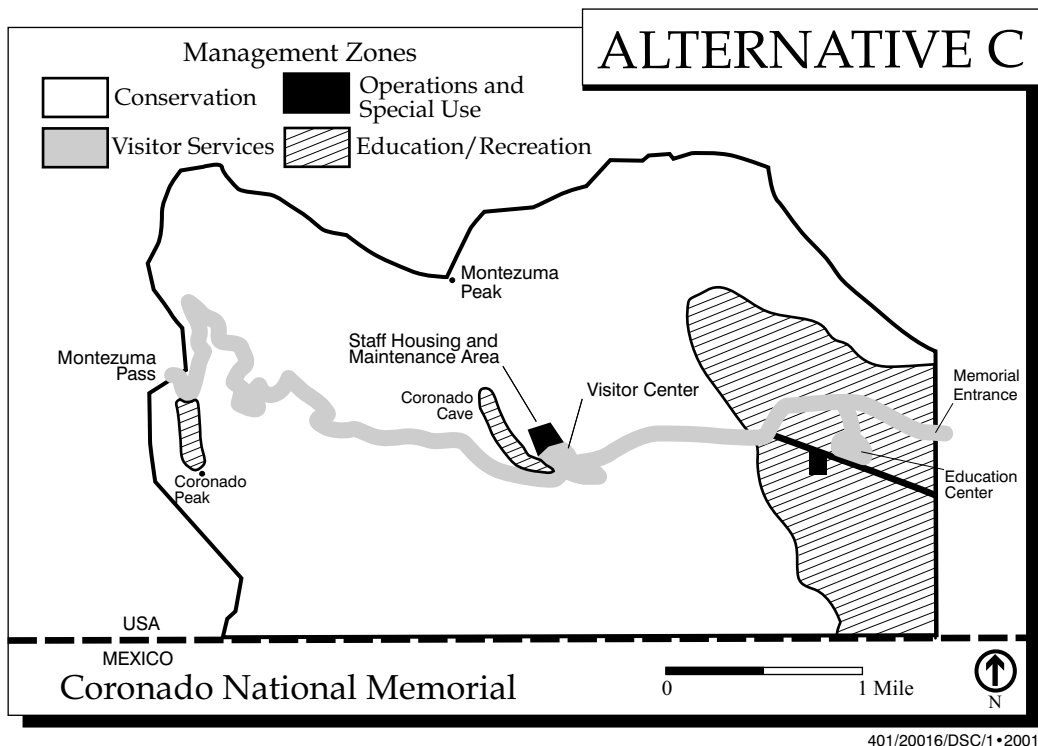 ALTERNATIVE C
Management Zones
Conservation
Operations and
Special Use
Visitor Services
Education/Recreation
Montezuma
Peak
Staff Housing and
Maintenance Area
Montezuma
Pass
Visitor Center
Coronado
Cave
Memorial
Entrance
Coronado
Peak
Education
Center
USA
MEXICO
Coronado National Memorial
0 1 Mile
N
401/20016/DSC/1•2001